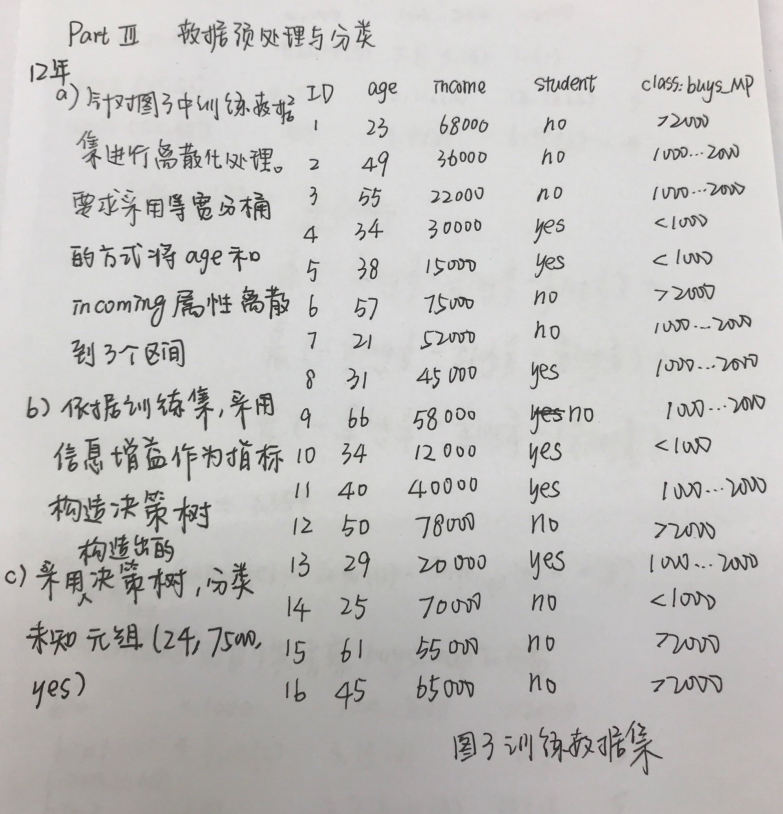 Part III 数据预处理与分类
12年
a) 针对图3中训练数据
集进行离散化处理。
要求采用等宽分桶
的方式将age和
incoming属性离散
到3个区间
b) 依据训练集,采用
信息增益作为指标
构造决策树
构造出的
c) 采用决策树,分类
未知元组(24, 7500,
yes)
ID age income student class:buys_MP
1 23 68000 no >2000
2 49 36000 no 1000...2000
3 55 22000 no 1000...2000
4 34 30000 yes <1000
5 38 15000 yes <1000
6 57 75000 no >2000
7 21 52000 no 1000...2000
8 31 45000 yes 1000...2000
9 66 58000 yes no 1000...2000
10 34 12000 yes <1000
11 40 40000 yes 1000...2000
12 50 78000 no >2000
13 29 20000 yes 1000...2000
14 25 70000 no <1000
15 61 55000 no >2000
16 45 65000 no >2000
图3 训练数据集